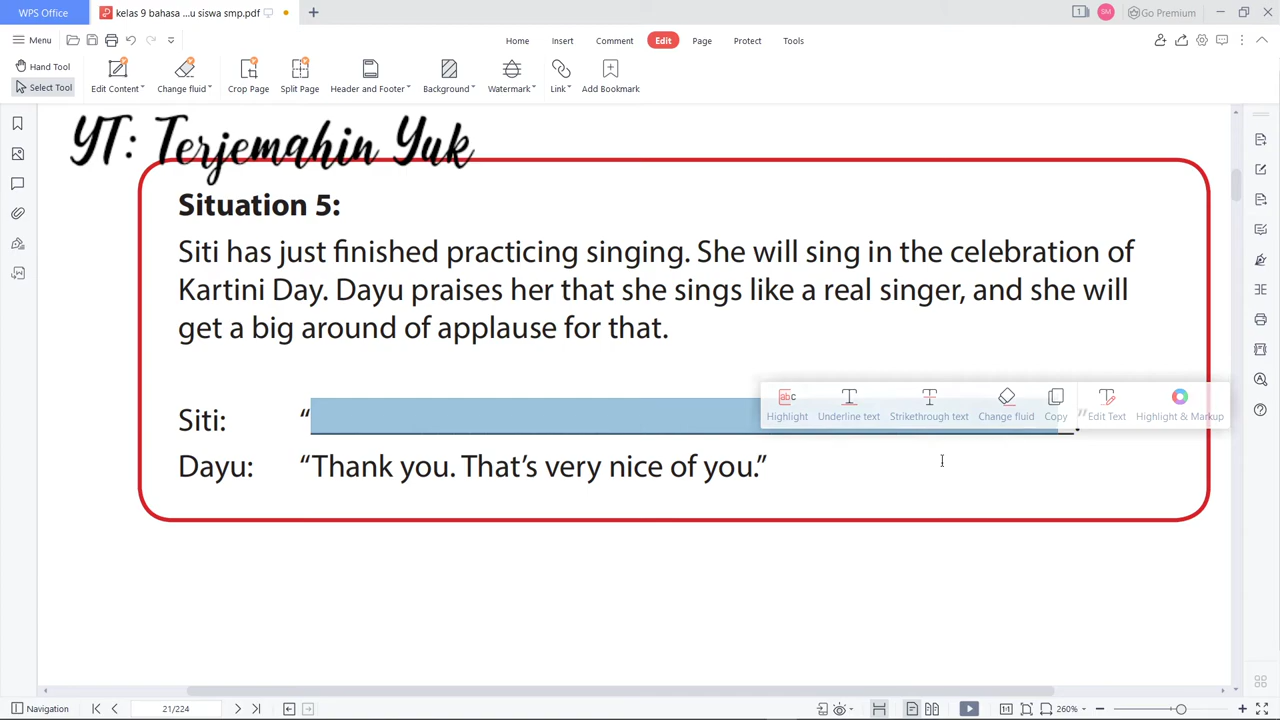 WPS Office
kelas 9 bahasa ...u siswa smp.pdf
1
SM
Go Premium
Menu
Home
Insert
Comment
Edit
Page
Protect
Tools
Hand Tool
Select Tool
Edit Content
Change fluid
Crop Page
Split Page
Header and Footer
Background
Watermark
Link
Add Bookmark
YT: Terjemahin Yuk
Situation 5:
Siti has just finished practicing singing. She will sing in the celebration of
Kartini Day. Dayu praises her that she sings like a real singer, and she will
get a big around of applause for that.
Highlight
Underline text
Strikethrough text
Change fluid
Copy
Edit Text
Highlight & Markup
Siti: “ .”
Dayu: “Thank you. That’s very nice of you.”
Navigation
21/224
260%